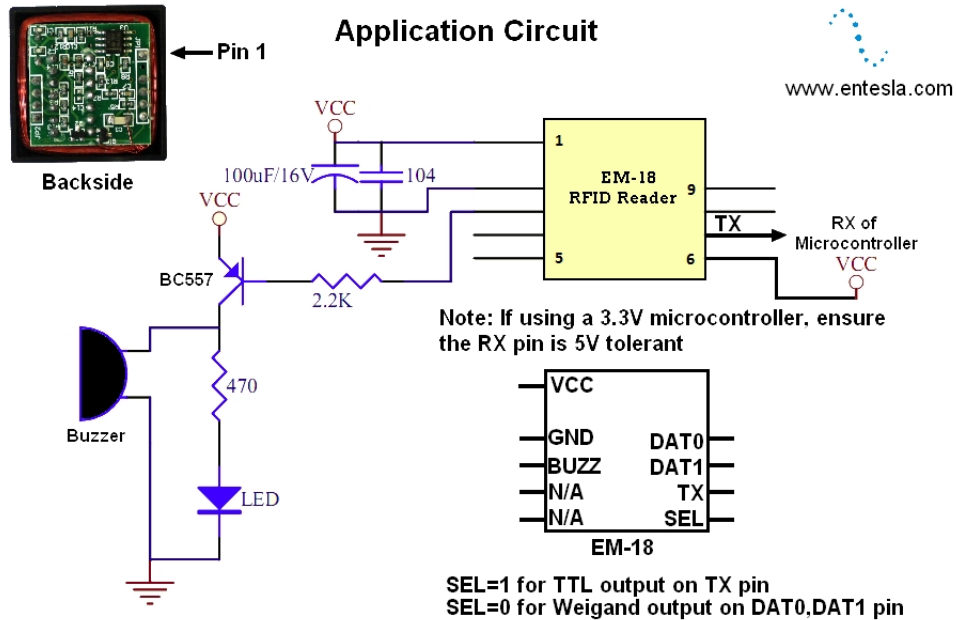 Application Circuit
Pin 1
www.entesla.com
Backside
VCC
100uF/16V
104
1
EM-18
RFID Reader
9
TX
5
6
RX of
Microcontroller
VCC
VCC
BC557
2.2K
Note: If using a 3.3V microcontroller, ensure
the RX pin is 5V tolerant
470
Buzzer
LED
VCC
GND
DAT0
BUZZ
DAT1
N/A
TX
N/A
SEL
EM-18
SEL=1 for TTL output on TX pin
SEL=0 for Weigand output on DAT0,DAT1 pin